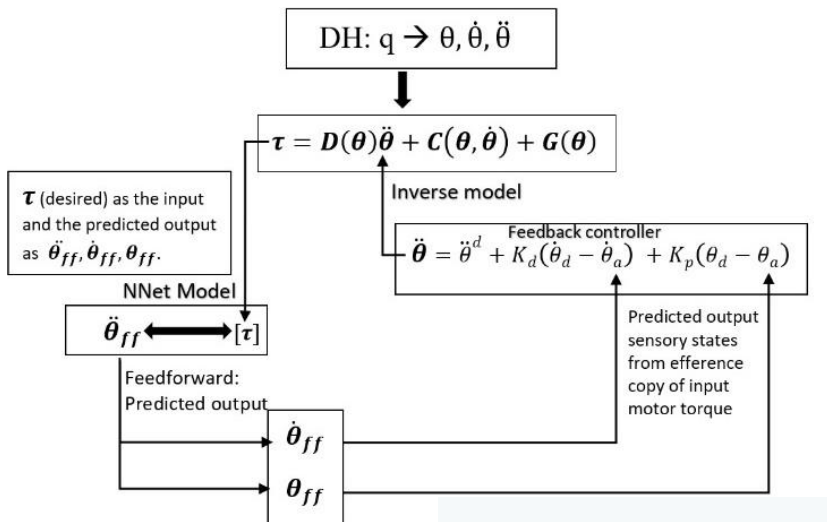 DH: q → θ, θ̇, θ̈
τ = D(θ)θ̈ + C(θ, θ̇) + G(θ)
Inverse model
τ (desired) as the input
and the predicted output
as θ̈ff, θ̇ff, θff.
Feedback controller
θ̈ = θ̈ᵈ + Kd(θ̇d − θ̇a) + Kp(θd − θa)
NNet Model
θ̈ff [τ]
Predicted output
sensory states
from efference
copy of input
motor torque
Feedforward:
Predicted output
θ̇ff
θff